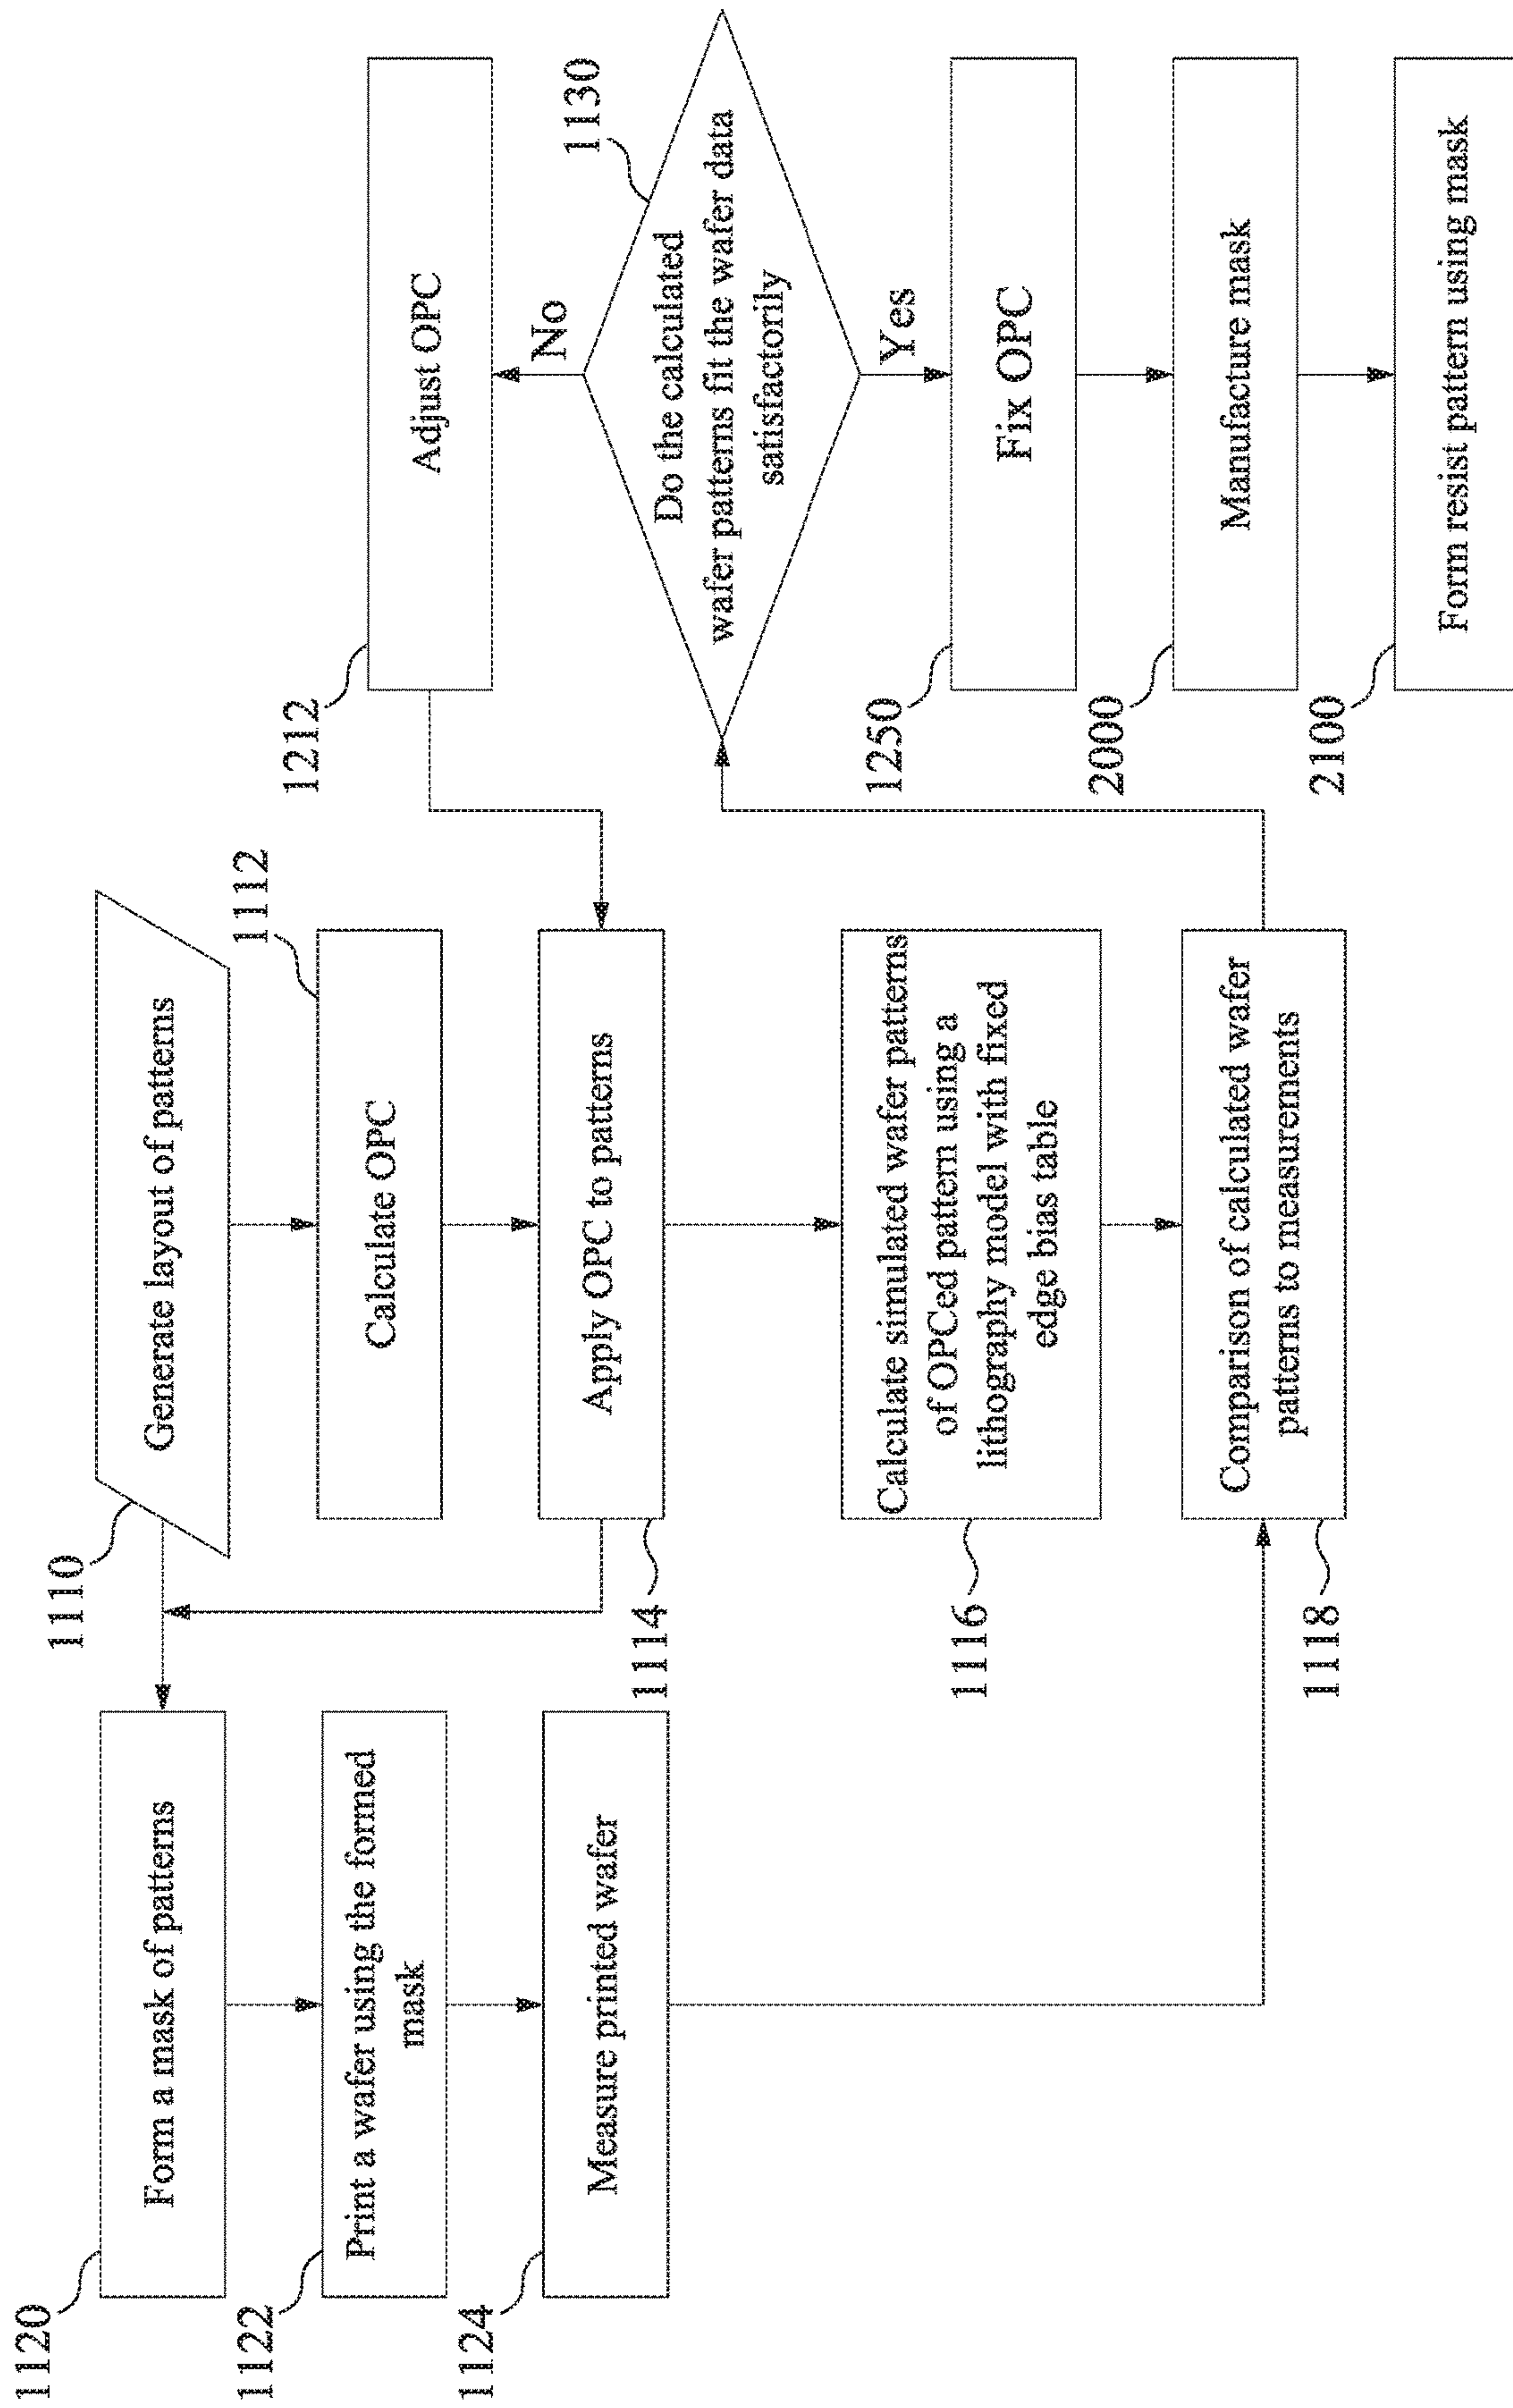 1120
Form a mask of patterns
1122
Print a wafer using the formed
mask
1124
Measure printed wafer
1110
Generate layout of patterns
1112
Calculate OPC
Apply OPC to patterns
1114
Calculate simulated wafer patterns
of OPCed pattern using a
lithography model with fixed
edge bias table
1116
Comparison of calculated wafer
patterns to measurements
1118
1212
Adjust OPC
No
1130
Do the calculated
wafer patterns fit the wafer data
satisfactorily
Yes
1250
Fix OPC
2000
Manufacture mask
2100
Form resist pattern using mask